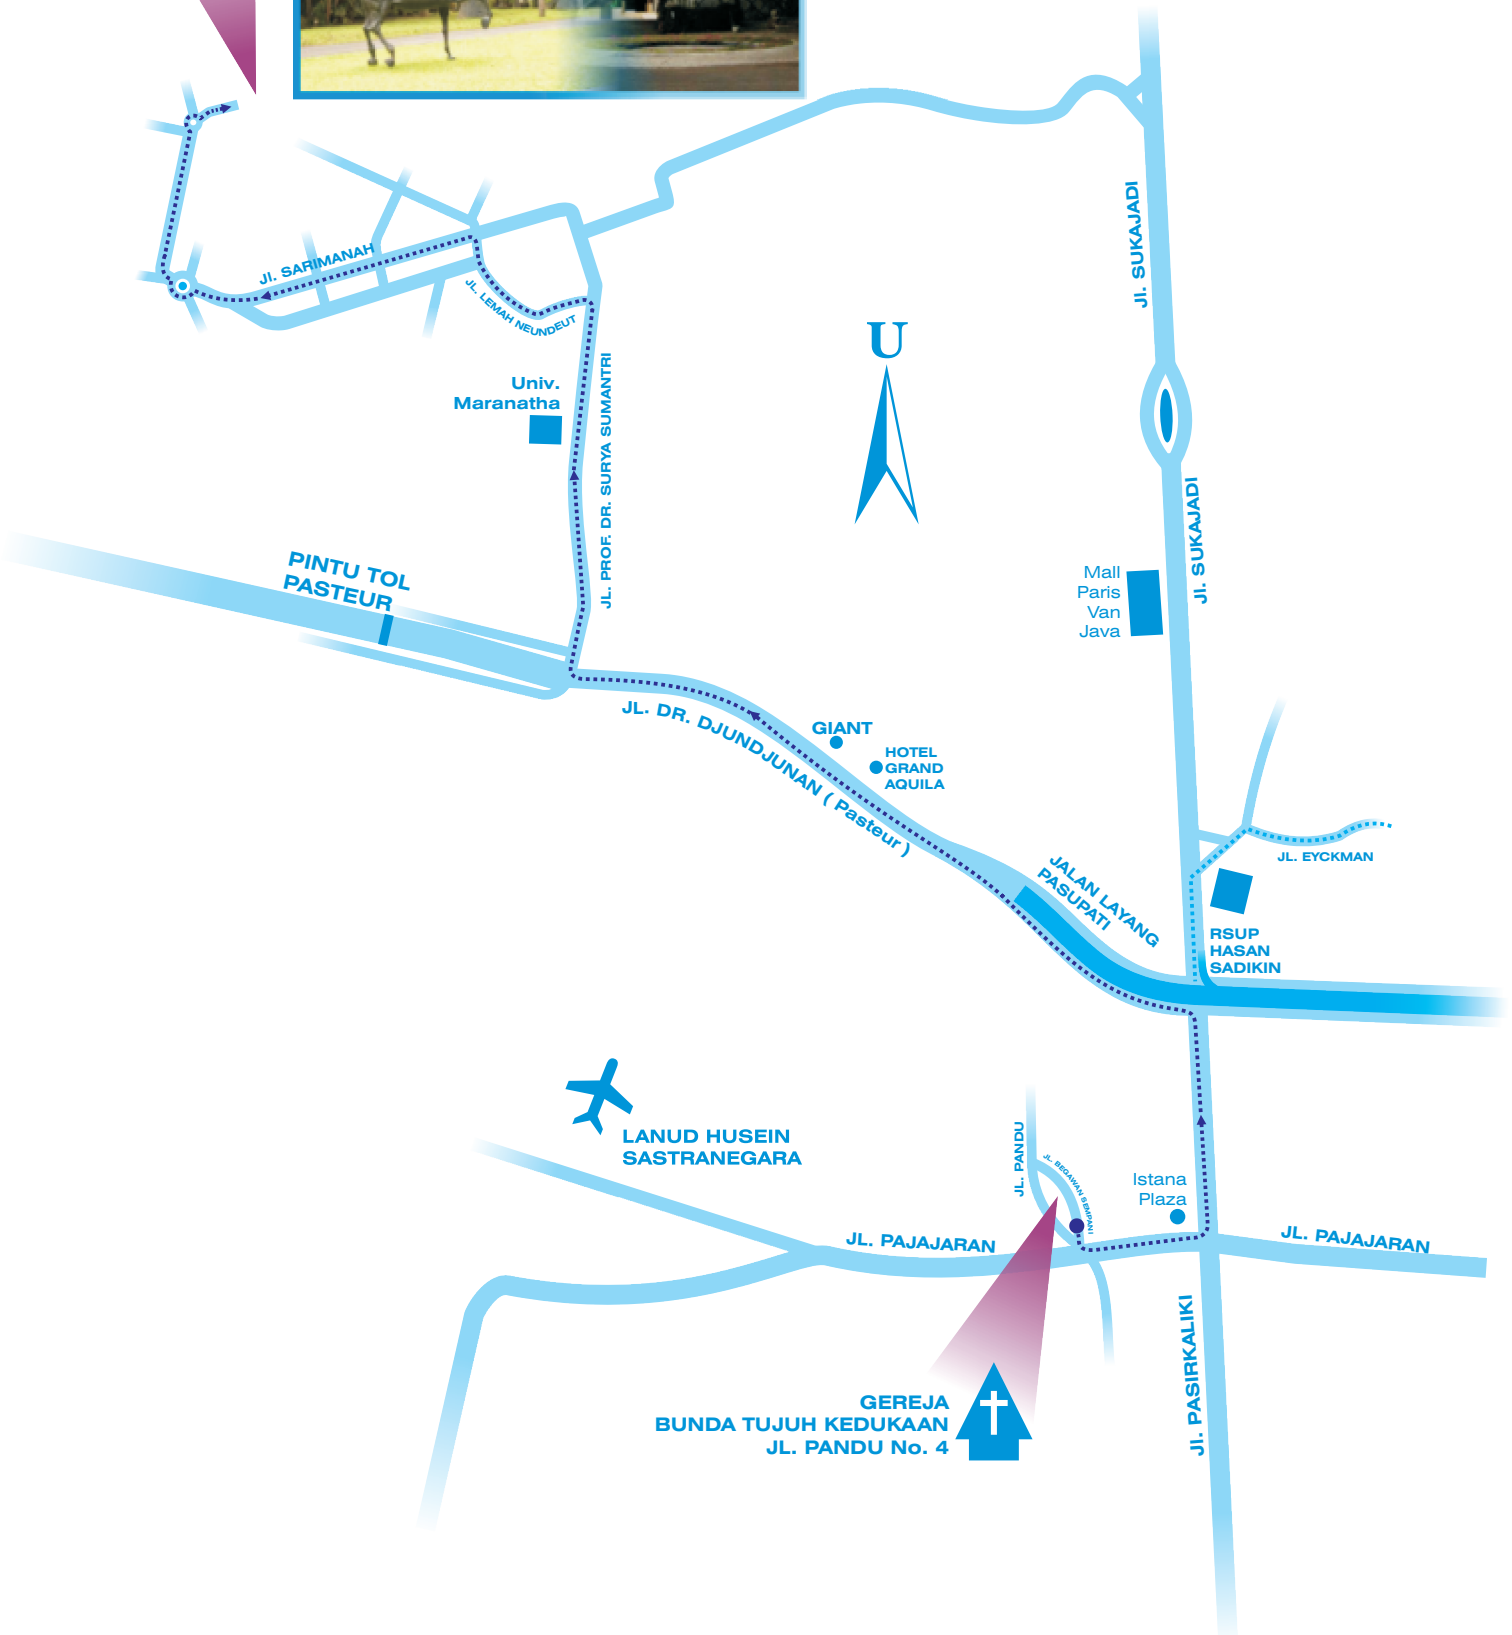 Jl. SUKAJADI
Jl. SARIMANAH
JL. LEMAH NEUNDEUT
U
Univ.
Maranatha
JL. PROF. DR. SURYA SUMANTRI
Jl. SUKAJADI
PINTU TOL
PASTEUR
Mall
Paris
Van
Java
JL. DR. DJUNDJUNAN ( Pasteur )
GIANT
HOTEL
GRAND
AQUILA
JALAN LAYANG
PASUPATI
JL. EYCKMAN
RSUP
HASAN
SADIKIN
LANUD HUSEIN
SASTRANEGARA
JL. PANDU
JL. BEGAWAN SEMPANI
Istana
Plaza
JL. PAJAJARAN
JL. PAJAJARAN
Jl. PASIRKALIKI
GEREJA
BUNDA TUJUH KEDUKAAN
JL. PANDU No. 4